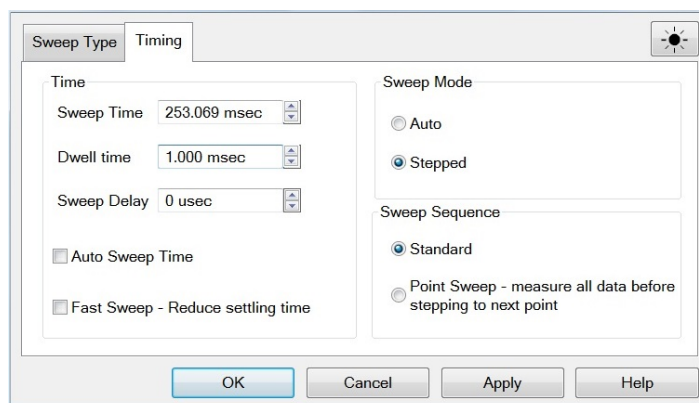 Sweep Type
Timing
Time
Sweep Time
253.069 msec
Dwell time
1.000 msec
Sweep Delay
0 usec
Auto Sweep Time
Fast Sweep - Reduce settling time
Sweep Mode
Auto
Stepped
Sweep Sequence
Standard
Point Sweep - measure all data before
stepping to next point
OK
Cancel
Apply
Help